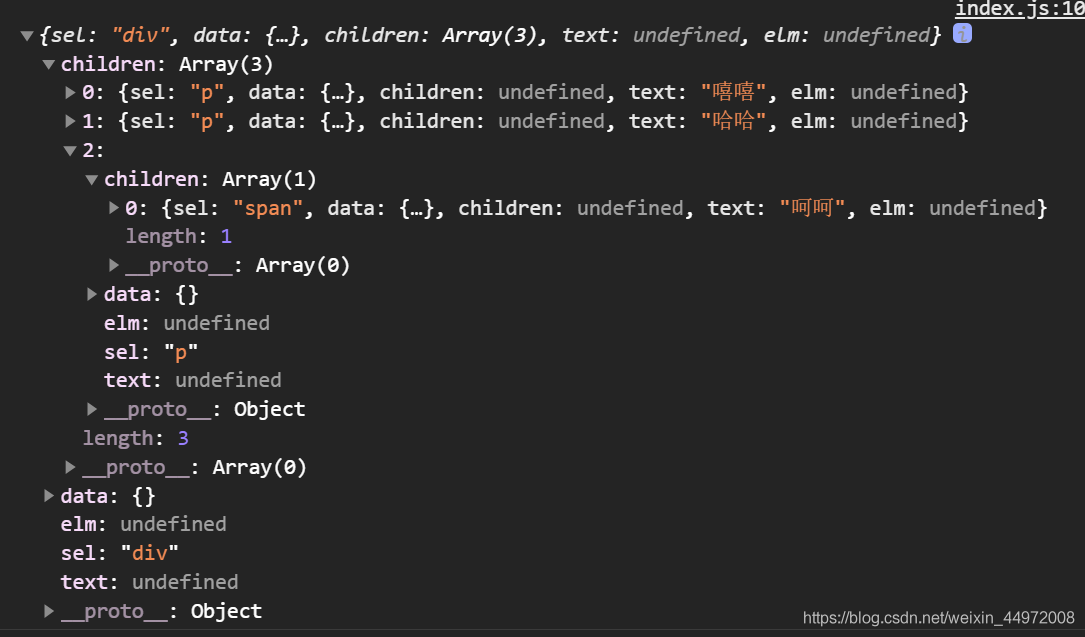 index.js:10
▼{sel: "div", data: {…}, children: Array(3), text: undefined, elm: undefined} i
▼children: Array(3)
▶0: {sel: "p", data: {…}, children: undefined, text: "嘻嘻", elm: undefined}
▶1: {sel: "p", data: {…}, children: undefined, text: "哈哈", elm: undefined}
▼2:
▼children: Array(1)
▶0: {sel: "span", data: {…}, children: undefined, text: "呵呵", elm: undefined}
length: 1
▶__proto__: Array(0)
▶data: {}
elm: undefined
sel: "p"
text: undefined
▶__proto__: Object
length: 3
▶__proto__: Array(0)
▶data: {}
elm: undefined
sel: "div"
text: undefined
▶__proto__: Object
https://blog.csdn.net/weixin_44972008